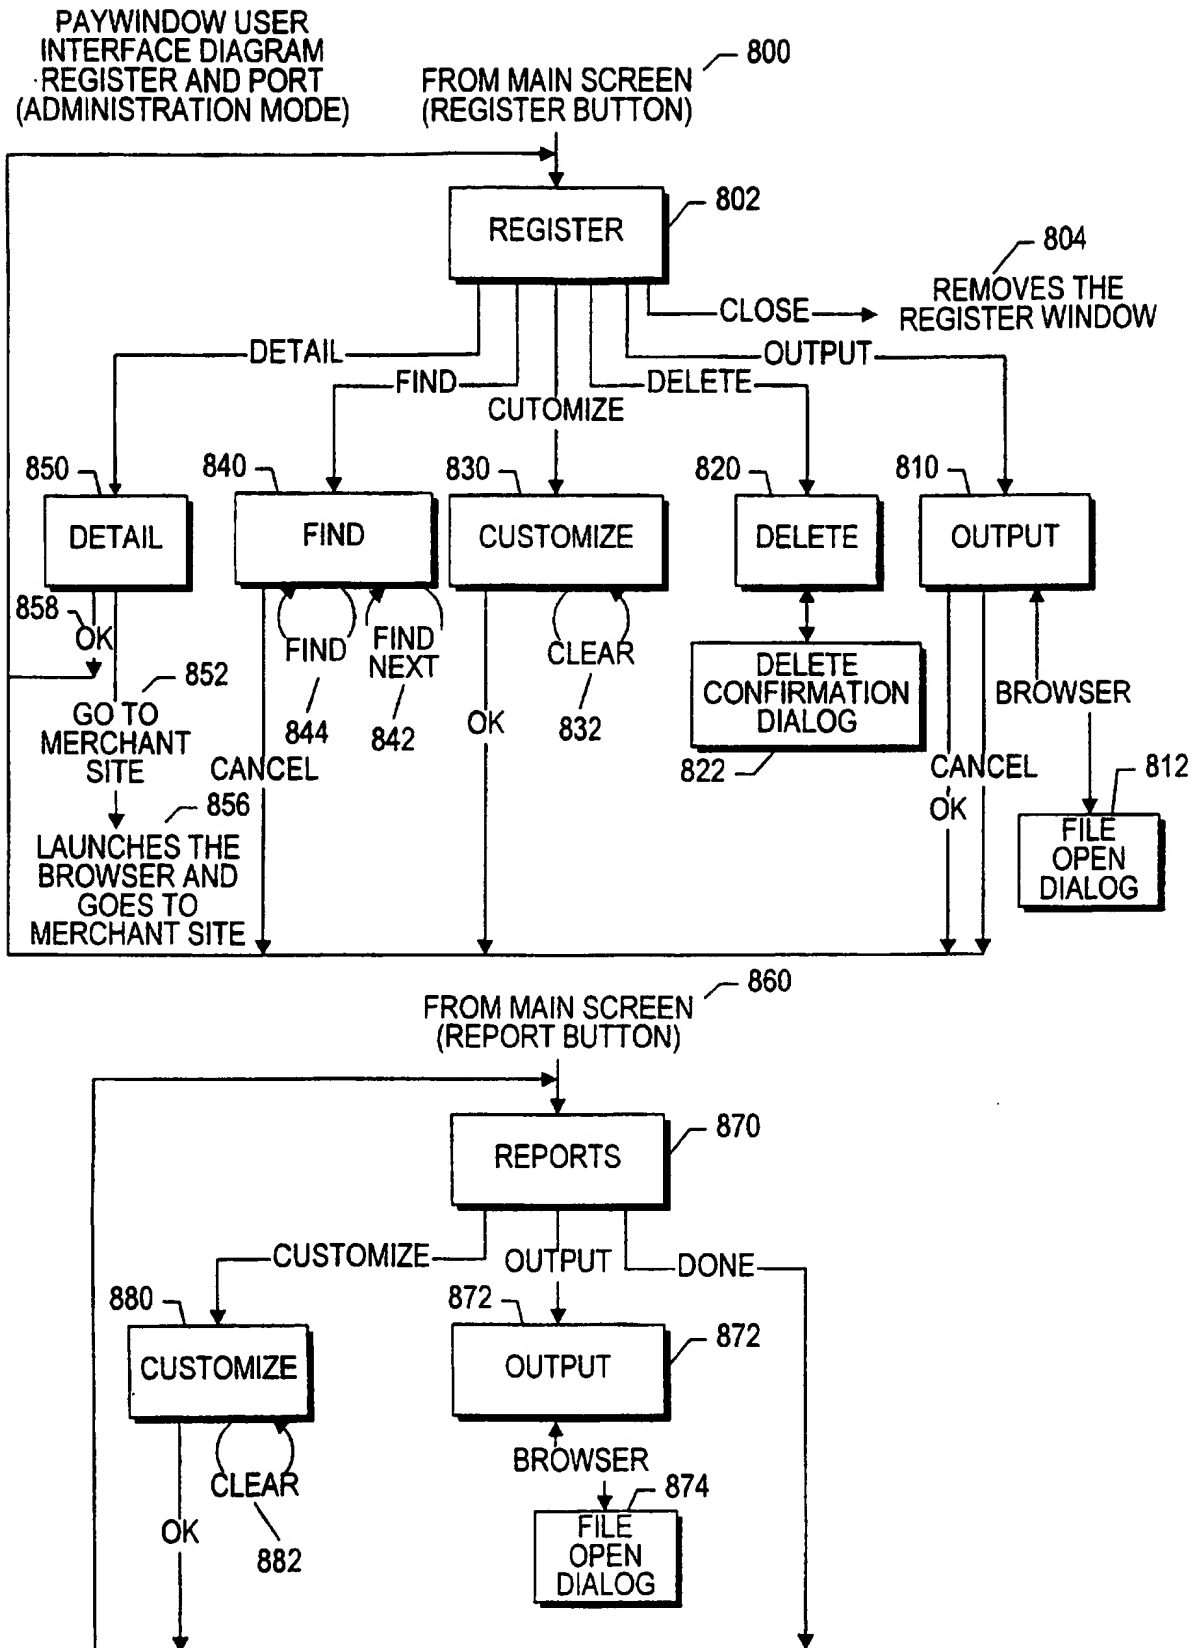 PAYWINDOW USER
INTERFACE DIAGRAM
REGISTER AND PORT
(ADMINISTRATION MODE)
800
FROM MAIN SCREEN
(REGISTER BUTTON)
802
REGISTER
804
REMOVES THE
REGISTER WINDOW
CLOSE
DETAIL
OUTPUT
FIND
DELETE
CUTOMIZE
850
840
830
820
810
DETAIL
FIND
CUSTOMIZE
DELETE
OUTPUT
858
OK
FIND
FIND
NEXT
CLEAR
DELETE
CONFIRMATION
DIALOG
BROWSER
852
GO TO
MERCHANT
SITE
844
842
OK
832
822
CANCEL
CANCEL
OK
812
856
LAUNCHES THE
BROWSER AND
GOES TO
MERCHANT SITE
FILE
OPEN
DIALOG
860
FROM MAIN SCREEN
(REPORT BUTTON)
870
REPORTS
CUSTOMIZE
OUTPUT
DONE
880
872
872
CUSTOMIZE
OUTPUT
BROWSER
CLEAR
874
OK
882
FILE
OPEN
DIALOG